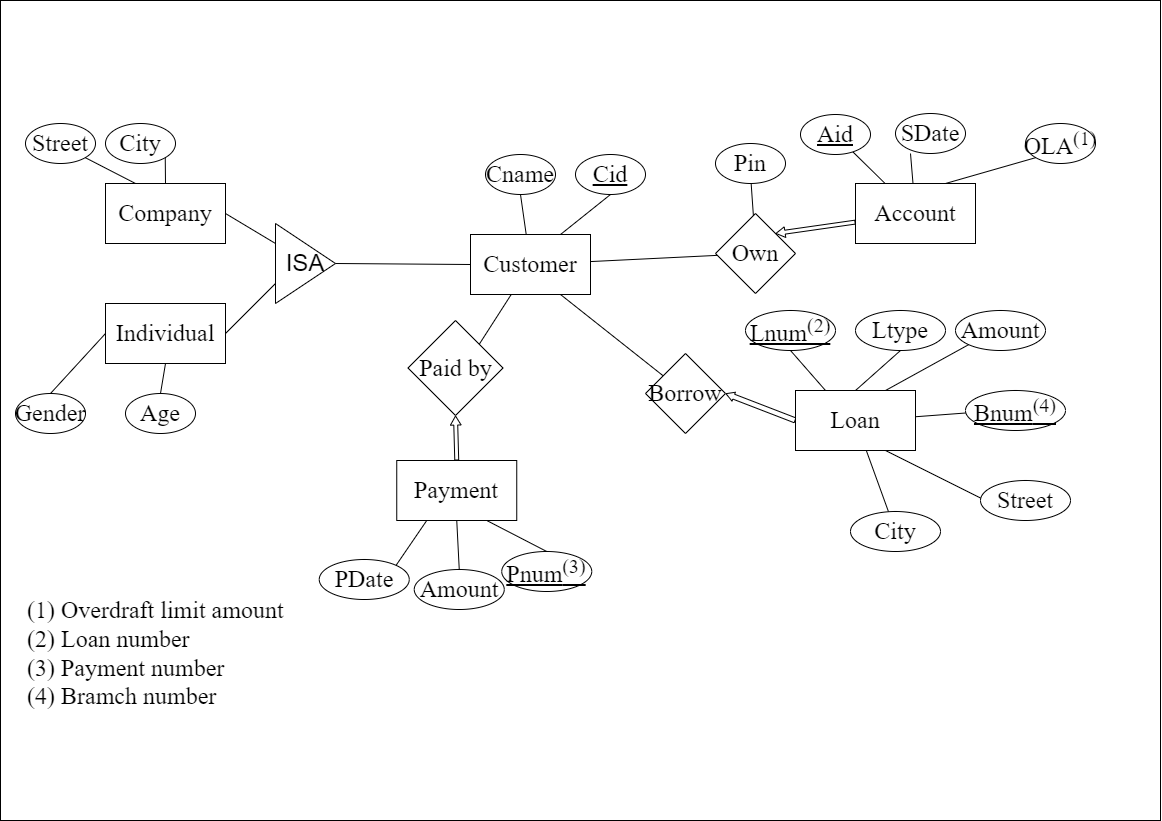 Street
City
Company
Cname
Cid
Pin
Aid
SDate
OLA(1)
Account
ISA
Customer
Own
Individual
Gender
Age
Paid by
Borrow
Lnum(2)
Ltype
Amount
Loan
Bnum(4)
Street
City
Payment
PDate
Amount
Pnum(3)
(1) Overdraft limit amount
(2) Loan number
(3) Payment number
(4) Bramch number